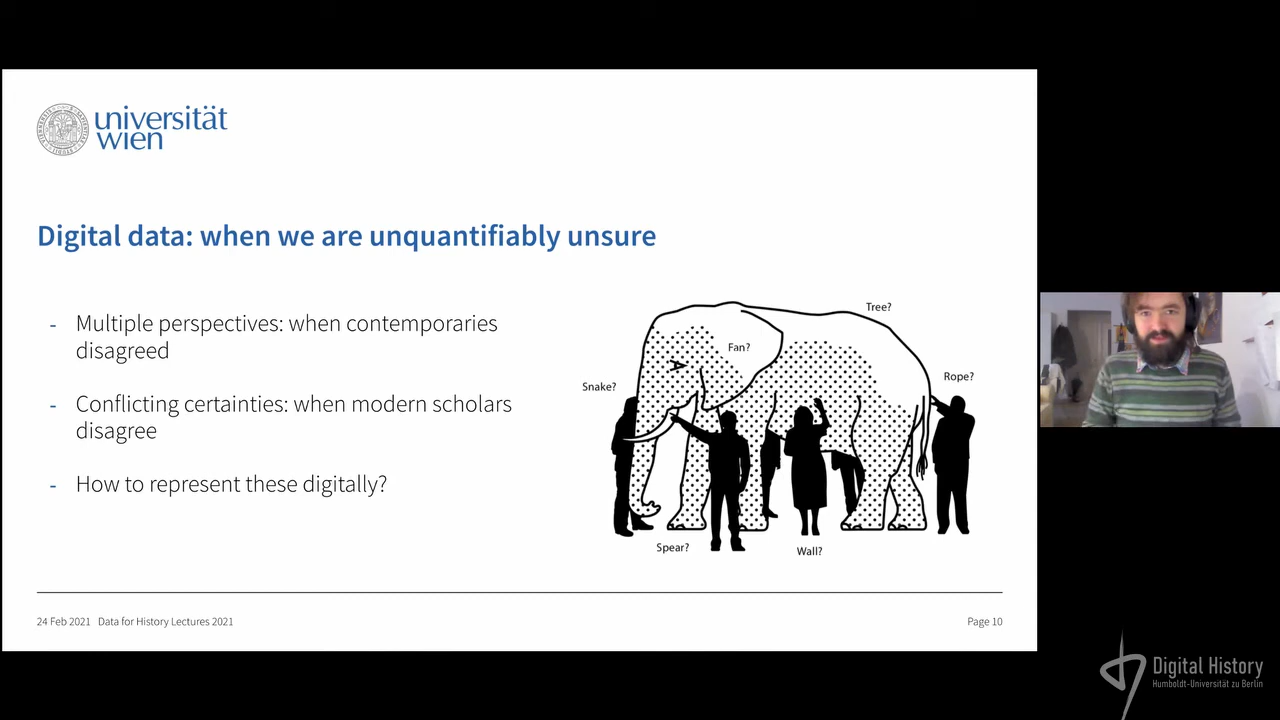 universität
wien
Digital data: when we are unquantifiably unsure
- Multiple perspectives: when contemporaries
disagreed
- Conflicting certainties: when modern scholars
disagree
- How to represent these digitally?
Tree?
Fan?
Snake?
Rope?
Spear?
Wall?
24 Feb 2021 Data for History Lectures 2021
Page 10
Digital History
Humboldt-Universität zu Berlin